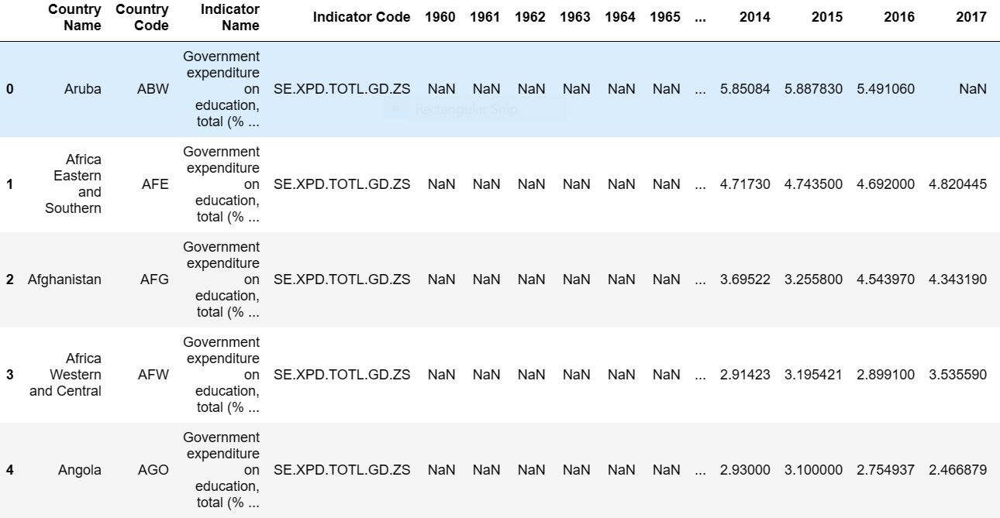 Country Name Country Code Indicator Name Indicator Code 1960 1961 1962 1963 1964 1965 ... 2014 2015 2016 2017
0 Aruba ABW Government expenditure on education, total (% ... SE.XPD.TOTL.GD.ZS NaN NaN NaN NaN NaN NaN ... 5.85084 5.887830 5.491060 NaN
Rectangular Snip
1 Africa Eastern and Southern AFE Government expenditure on education, total (% ... SE.XPD.TOTL.GD.ZS NaN NaN NaN NaN NaN NaN ... 4.71730 4.743500 4.692000 4.820445
2 Afghanistan AFG Government expenditure on education, total (% ... SE.XPD.TOTL.GD.ZS NaN NaN NaN NaN NaN NaN ... 3.69522 3.255800 4.543970 4.343190
3 Africa Western and Central AFW Government expenditure on education, total (% ... SE.XPD.TOTL.GD.ZS NaN NaN NaN NaN NaN NaN ... 2.91423 3.195421 2.899100 3.535590
4 Angola AGO Government expenditure on education, total (% ... SE.XPD.TOTL.GD.ZS NaN NaN NaN NaN NaN NaN ... 2.93000 3.100000 2.754937 2.466879